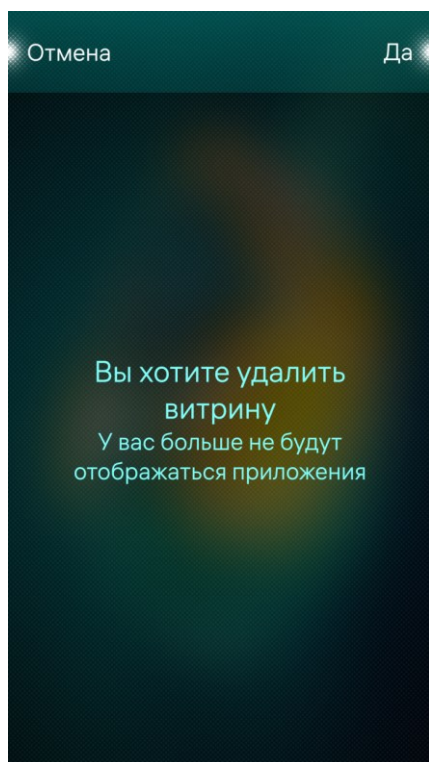 Отмена
Да
Вы хотите удалить
витрину
У вас больше не будут
отображаться приложения